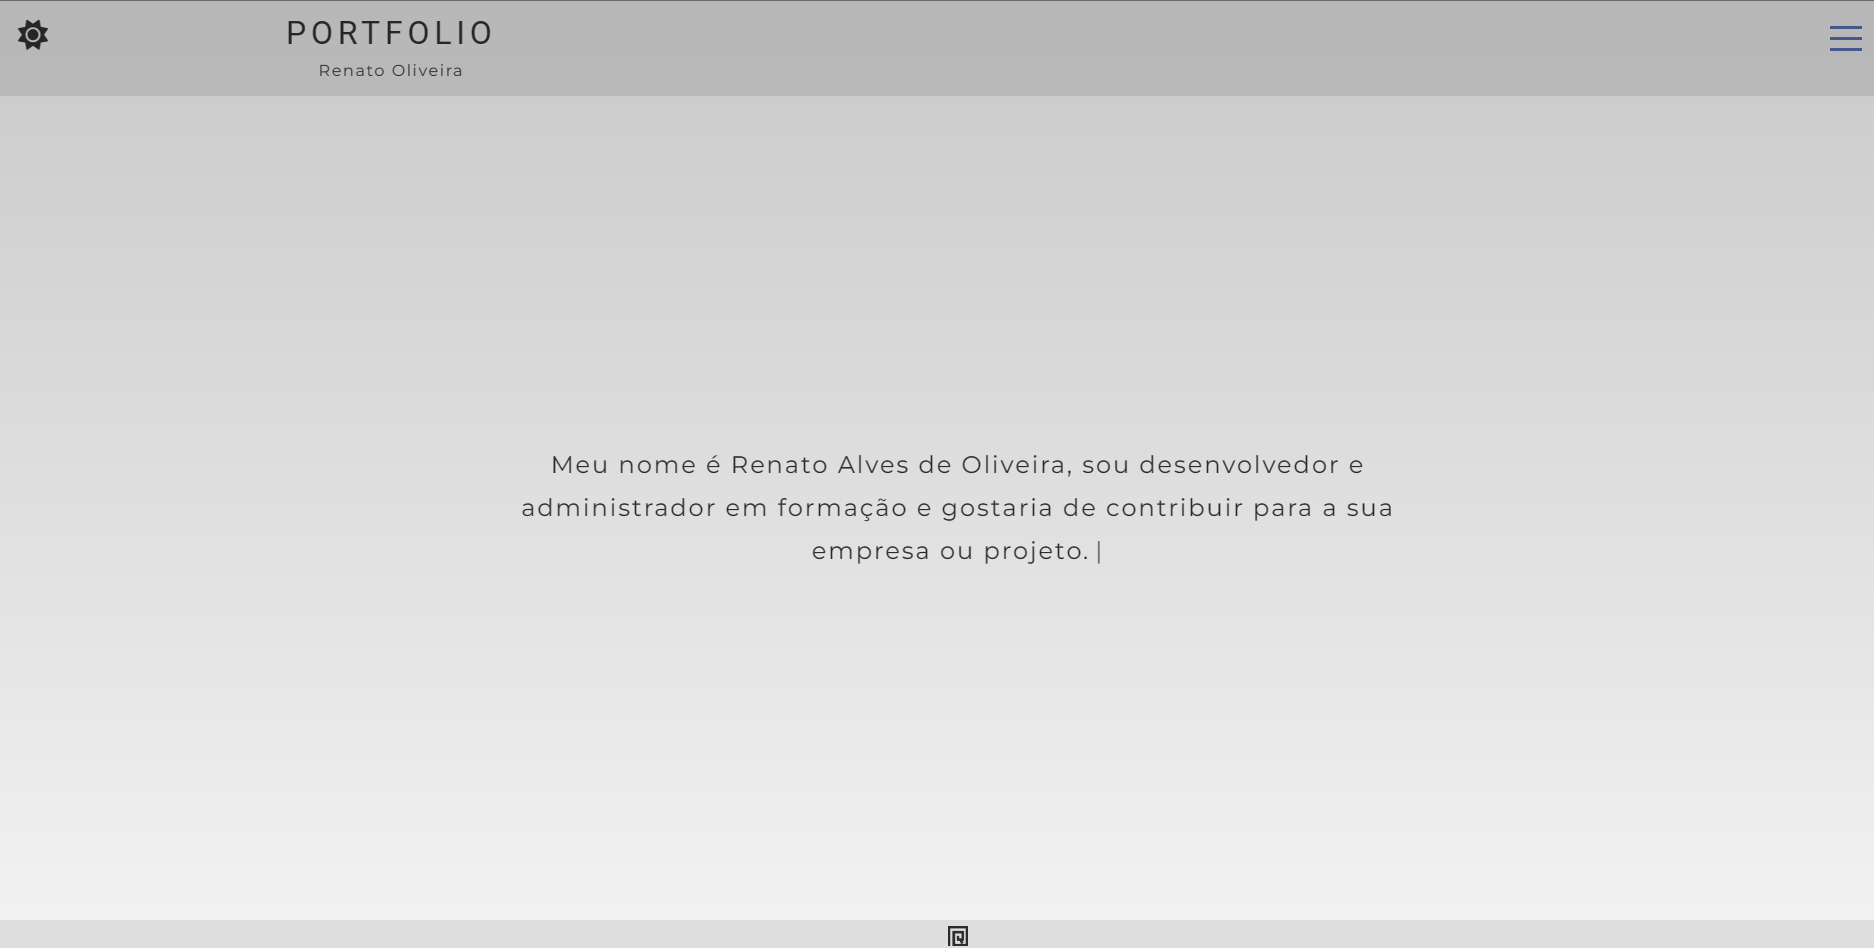 PORTFOLIO
Renato Oliveira
Meu nome é Renato Alves de Oliveira, sou desenvolvedor e
administrador em formação e gostaria de contribuir para a sua
empresa ou projeto. |